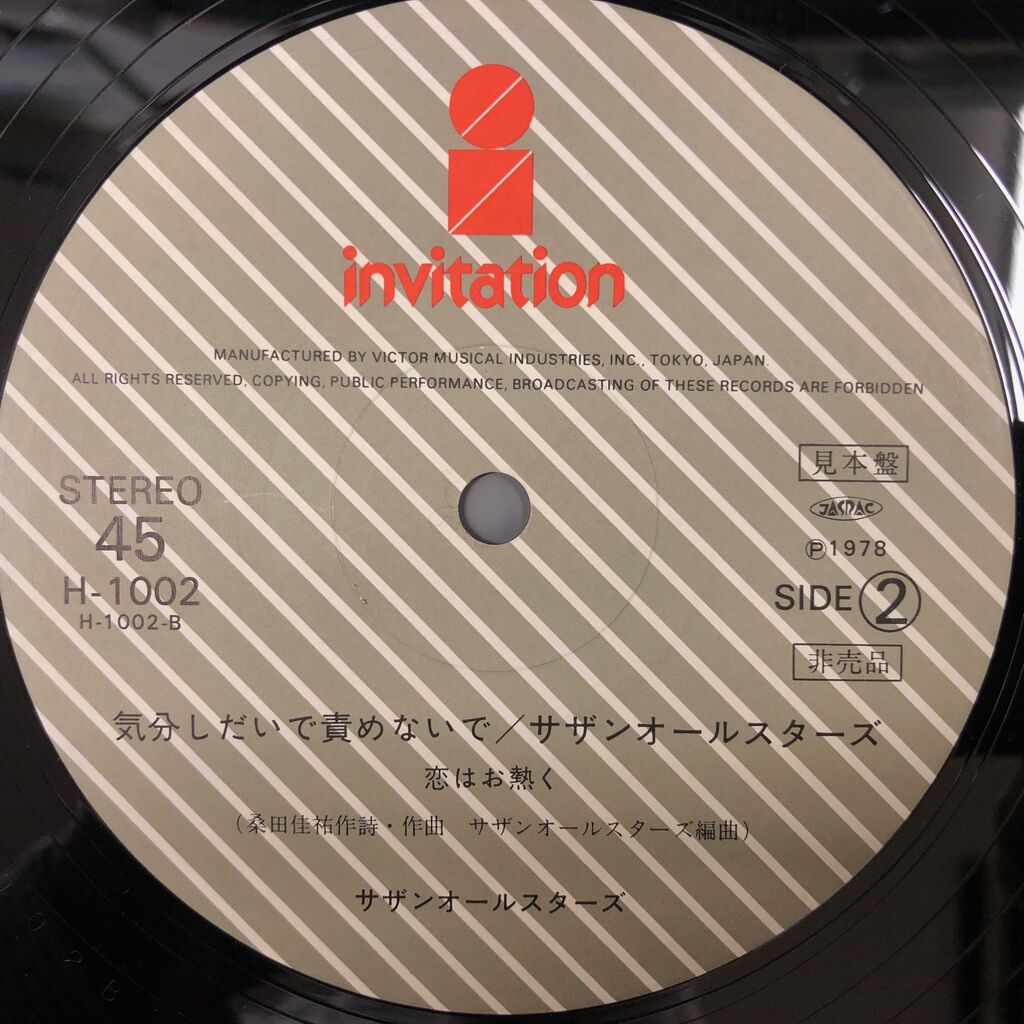 invitation
MANUFACTURED BY VICTOR MUSICAL INDUSTRIES, INC., TOKYO, JAPAN.
ALL RIGHTS RESERVED, COPYING, PUBLIC PERFORMANCE, BROADCASTING OF THESE RECORDS ARE FORBIDDEN
STEREO
45
H-1002
H-1002-B
見本盤
JASRAC
Ⓟ1978
SIDE 2
非売品
気分しだいで責めないで/サザンオールスターズ
恋はお熱く
(桑田佳祐作詩・作曲 サザンオールスターズ編曲)
サザンオールスターズ